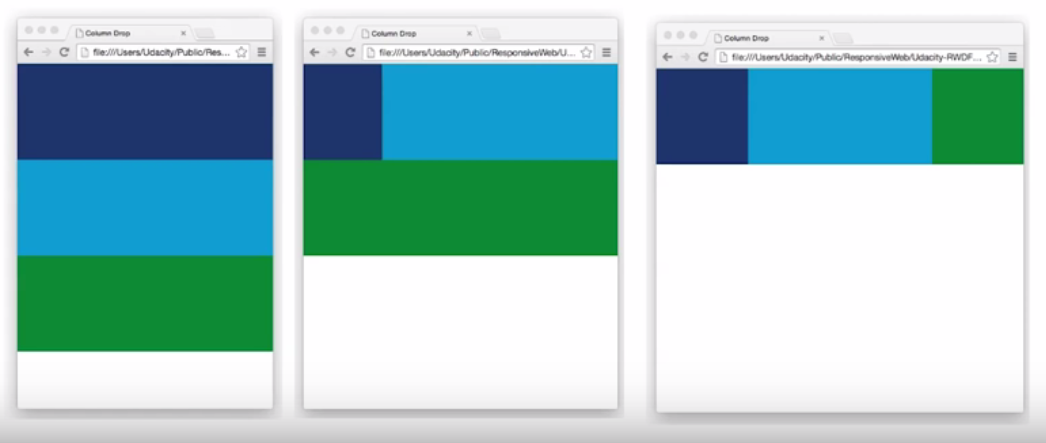 Column Drop
file:///Users/Udacity/Public/Res...
Column Drop
file:///Users/Udacity/Public/ResponsiveWeb/U...
Column Drop
file:///Users/Udacity/Public/ResponsiveWeb/Udacity-RWDF...